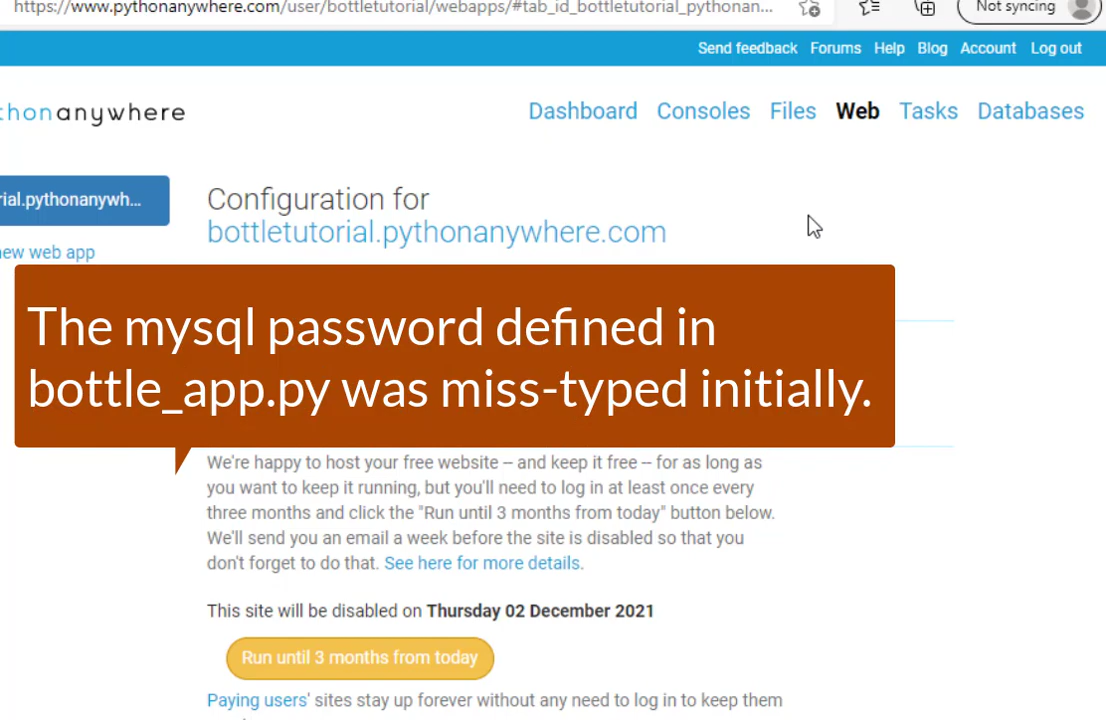 https://www.pythonanywhere.com/user/bottletutorial/webapps/#tab_id_bottletutorial_pythonan...
Not syncing
Send feedback Forums Help Blog Account Log out
thonanywhere
Dashboard Consoles Files Web Tasks Databases
rial.pythonanywh...
Configuration for
bottletutorial.pythonanywhere.com
new web app
The mysql password defined in
bottle_app.py was miss-typed initially.
We're happy to host your free website -- and keep it free -- for as long as
you want to keep it running, but you'll need to log in at least once every
three months and click the "Run until 3 months from today" button below.
We'll send you an email a week before the site is disabled so that you
don't forget to do that. See here for more details.
This site will be disabled on Thursday 02 December 2021
Run until 3 months from today
Paying users' sites stay up forever without any need to log in to keep them